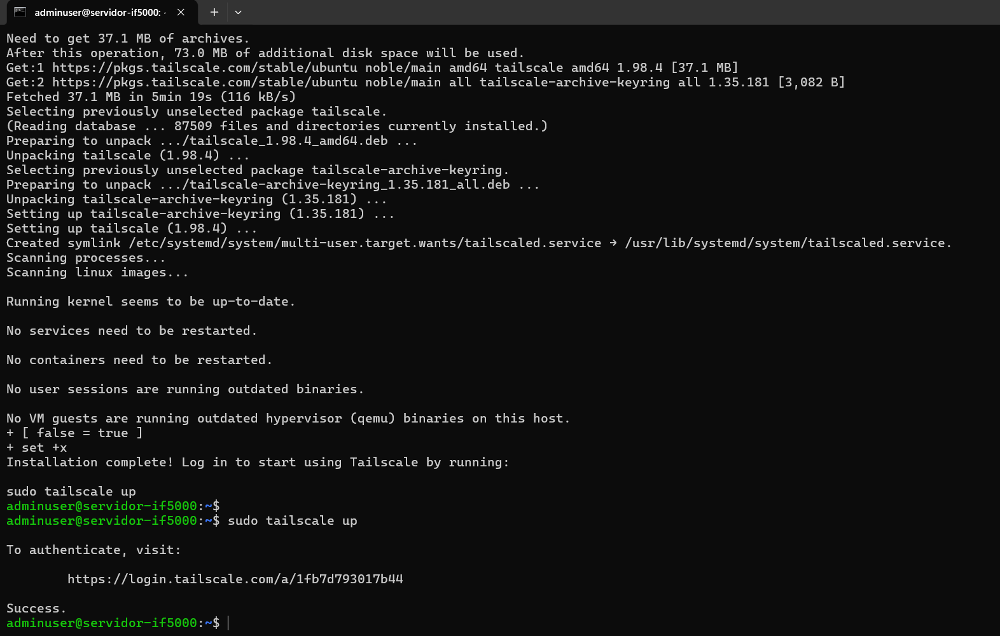 adminuser@servidor-if5000: ~
Need to get 37.1 MB of archives.
After this operation, 73.0 MB of additional disk space will be used.
Get:1 https://pkgs.tailscale.com/stable/ubuntu noble/main amd64 tailscale amd64 1.98.4 [37.1 MB]
Get:2 https://pkgs.tailscale.com/stable/ubuntu noble/main all tailscale-archive-keyring all 1.35.181 [3,082 B]
Fetched 37.1 MB in 5min 19s (116 kB/s)
Selecting previously unselected package tailscale.
(Reading database ... 87509 files and directories currently installed.)
Preparing to unpack .../tailscale_1.98.4_amd64.deb ...
Unpacking tailscale (1.98.4) ...
Selecting previously unselected package tailscale-archive-keyring.
Preparing to unpack .../tailscale-archive-keyring_1.35.181_all.deb ...
Unpacking tailscale-archive-keyring (1.35.181) ...
Setting up tailscale-archive-keyring (1.35.181) ...
Setting up tailscale (1.98.4) ...
Created symlink /etc/systemd/system/multi-user.target.wants/tailscaled.service → /usr/lib/systemd/system/tailscaled.service.
Scanning processes...
Scanning linux images...
Running kernel seems to be up-to-date.
No services need to be restarted.
No containers need to be restarted.
No user sessions are running outdated binaries.
No VM guests are running outdated hypervisor (qemu) binaries on this host.
+ [ false = true ]
+ set +x
Installation complete! Log in to start using Tailscale by running:
sudo tailscale up
adminuser@servidor-if5000:~$
adminuser@servidor-if5000:~$ sudo tailscale up
To authenticate, visit:
https://login.tailscale.com/a/1fb7d793017b44
Success.
adminuser@servidor-if5000:~$